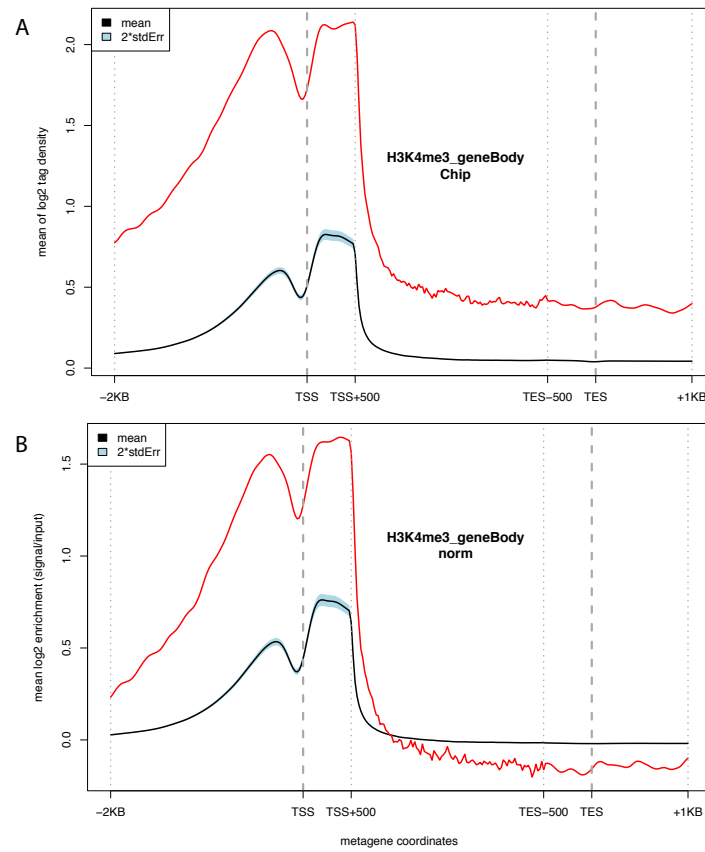 A
mean
2*stdErr
H3K4me3_geneBody
Chip
mean of log2 tag density
0.0
0.5
1.0
1.5
2.0
−2KB
TSS
TSS+500
TES−500
TES
+1KB
B
mean
2*stdErr
H3K4me3_geneBody
norm
mean log2 enrichment (signal/input)
0.0
0.5
1.0
1.5
−2KB
TSS
TSS+500
TES−500
TES
+1KB
metagene coordinates